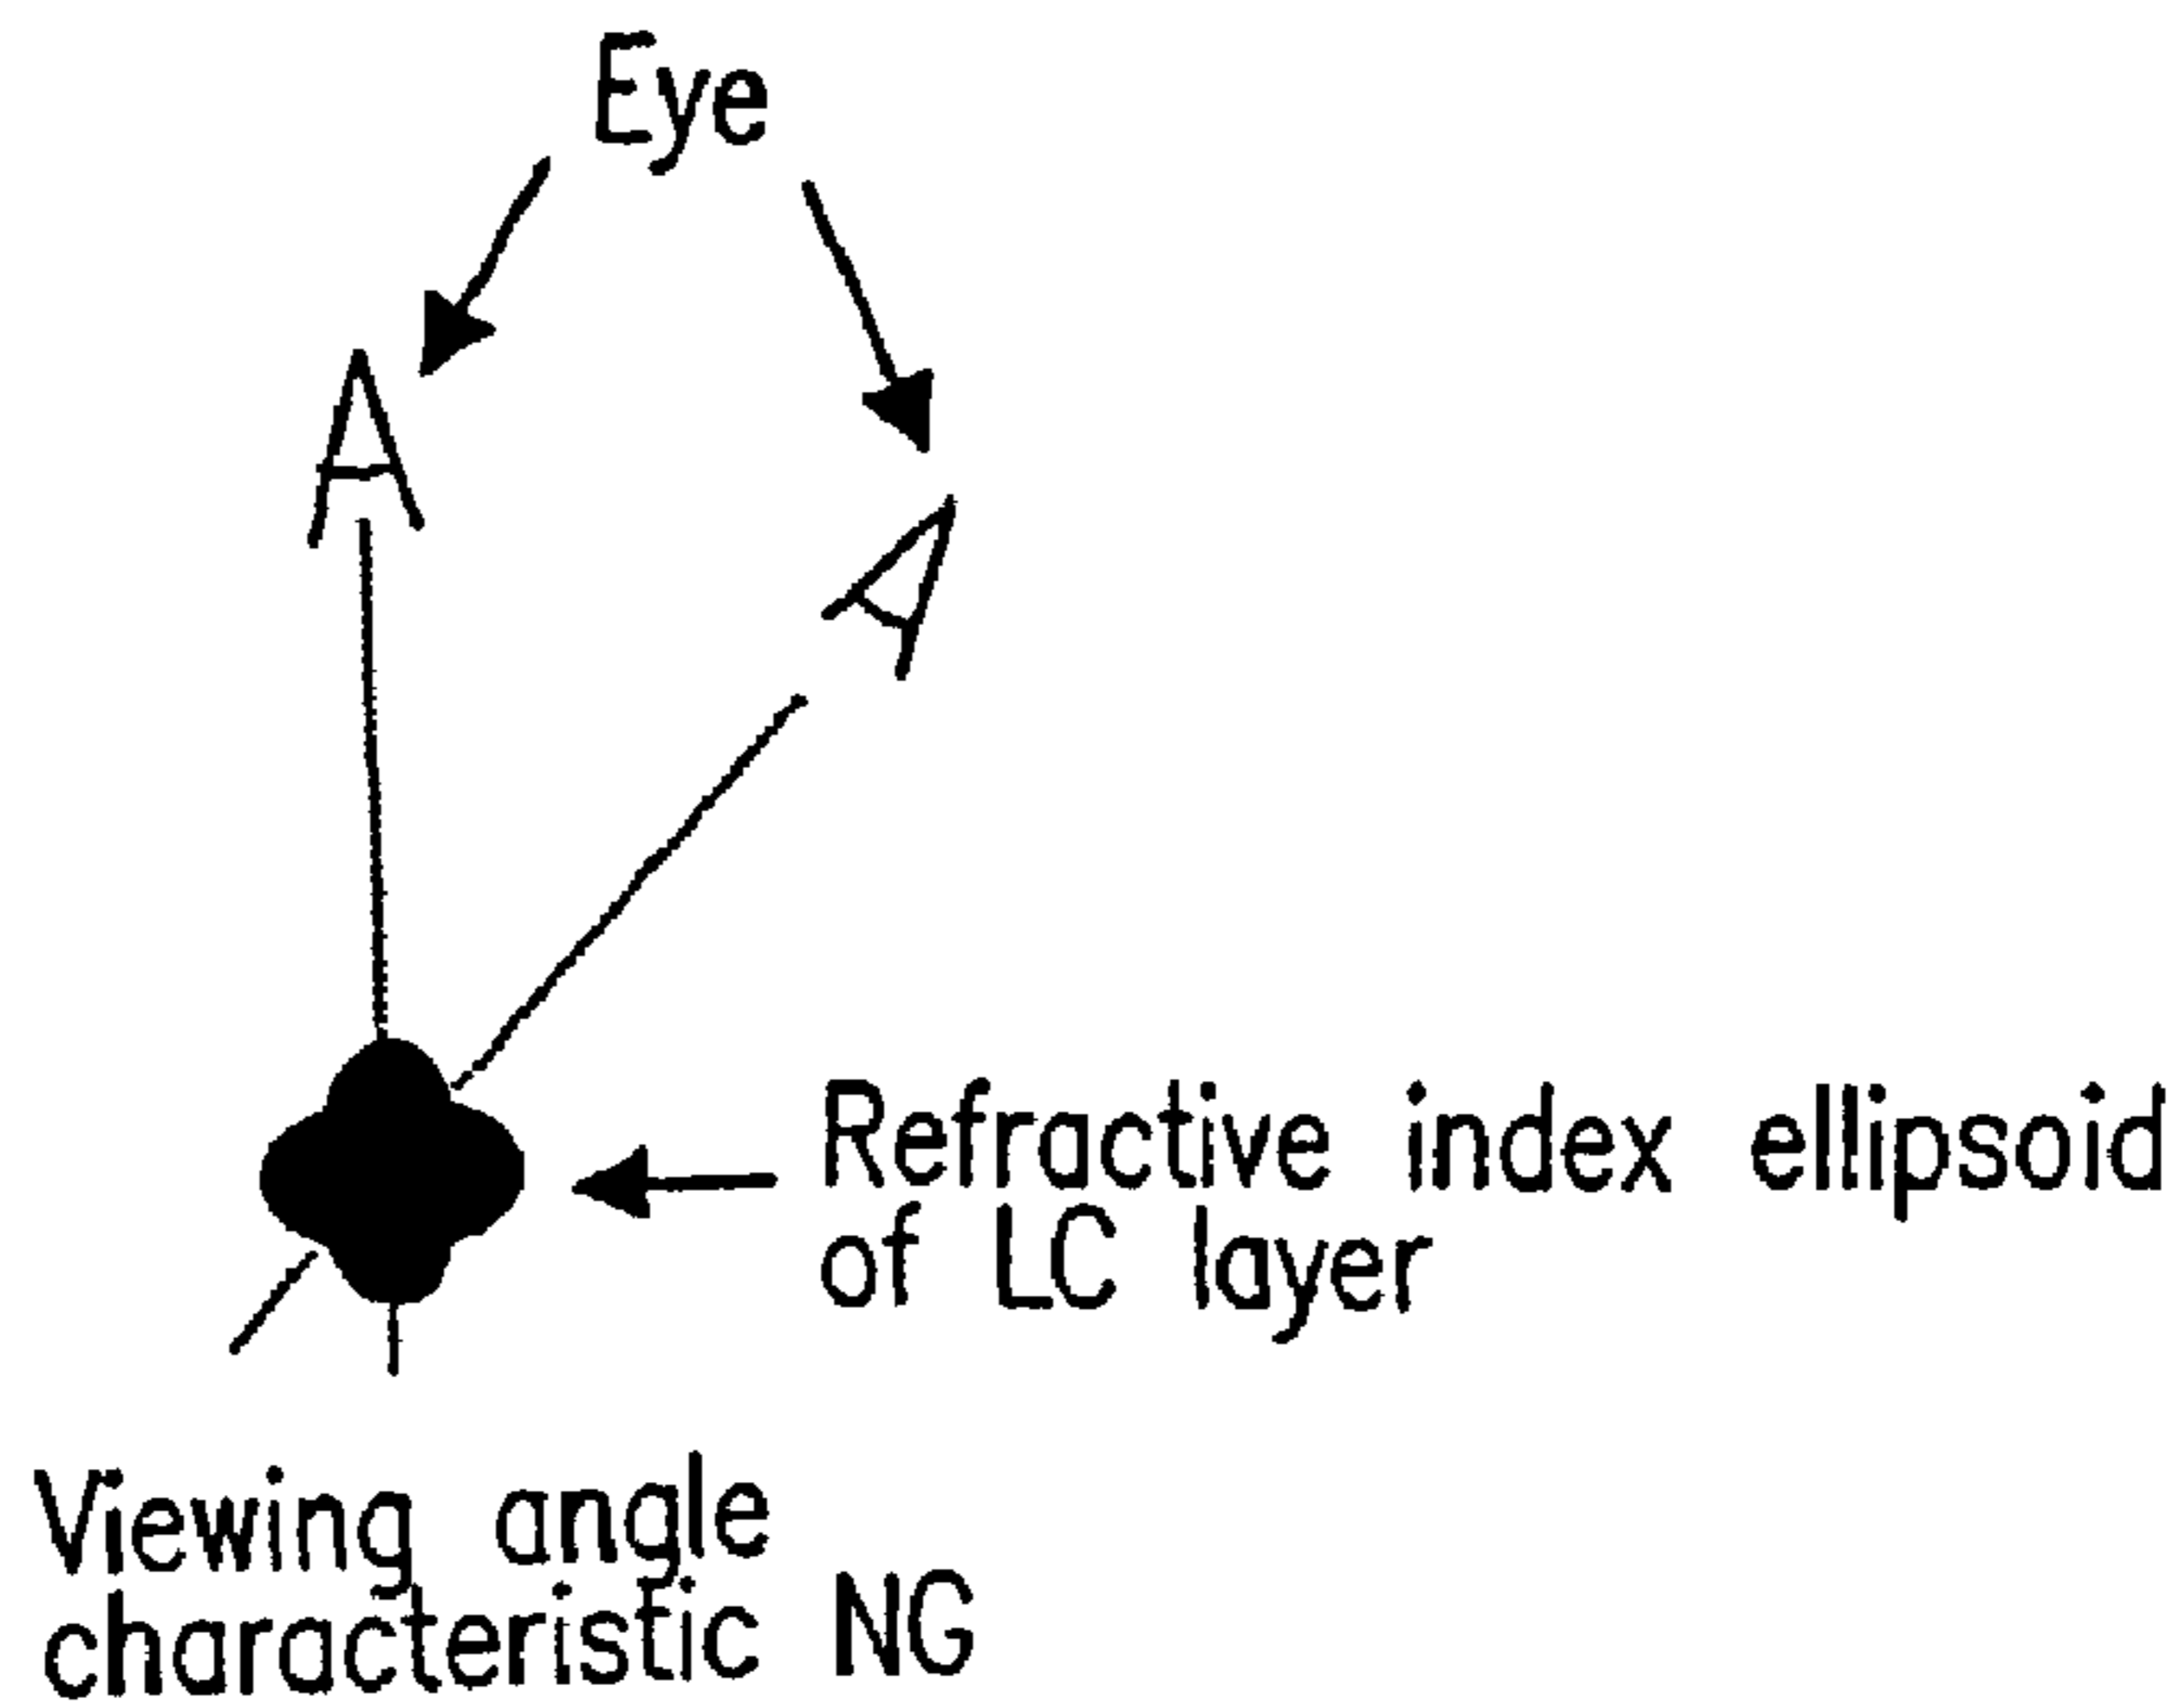 Eye
A
A
Refractive index ellipsoid
of LC layer
Viewing angle
characteristic NG